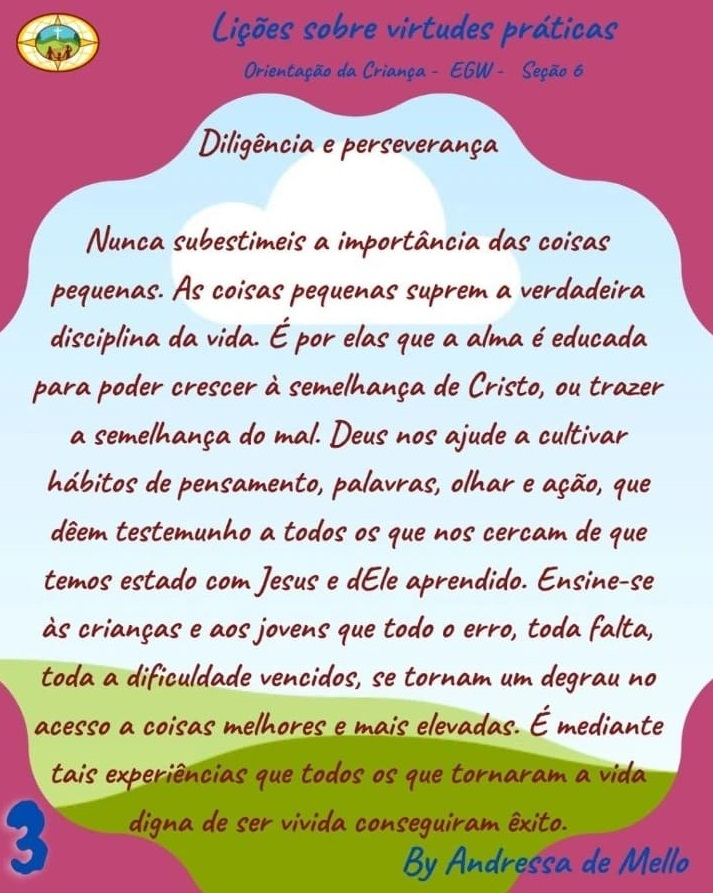 Lições sobre virtudes práticas
Orientação da Criança - EGW - Seção 6
Diligência e perseverança
Nunca subestimeis a importância das coisas
pequenas. As coisas pequenas suprem a verdadeira
disciplina da vida. É por elas que a alma é educada
para poder crescer à semelhança de Cristo, ou trazer
a semelhança do mal. Deus nos ajude a cultivar
hábitos de pensamento, palavras, olhar e ação, que
dêem testemunho a todos os que nos cercam de que
temos estado com Jesus e dEle aprendido. Ensine-se
às crianças e aos jovens que todo o erro, toda falta,
toda a dificuldade vencidos, se tornam um degrau no
acesso a coisas melhores e mais elevadas. É mediante
tais experiências que todos os que tornaram a vida
digna de ser vivida conseguiram êxito.
3
By Andressa de Mello